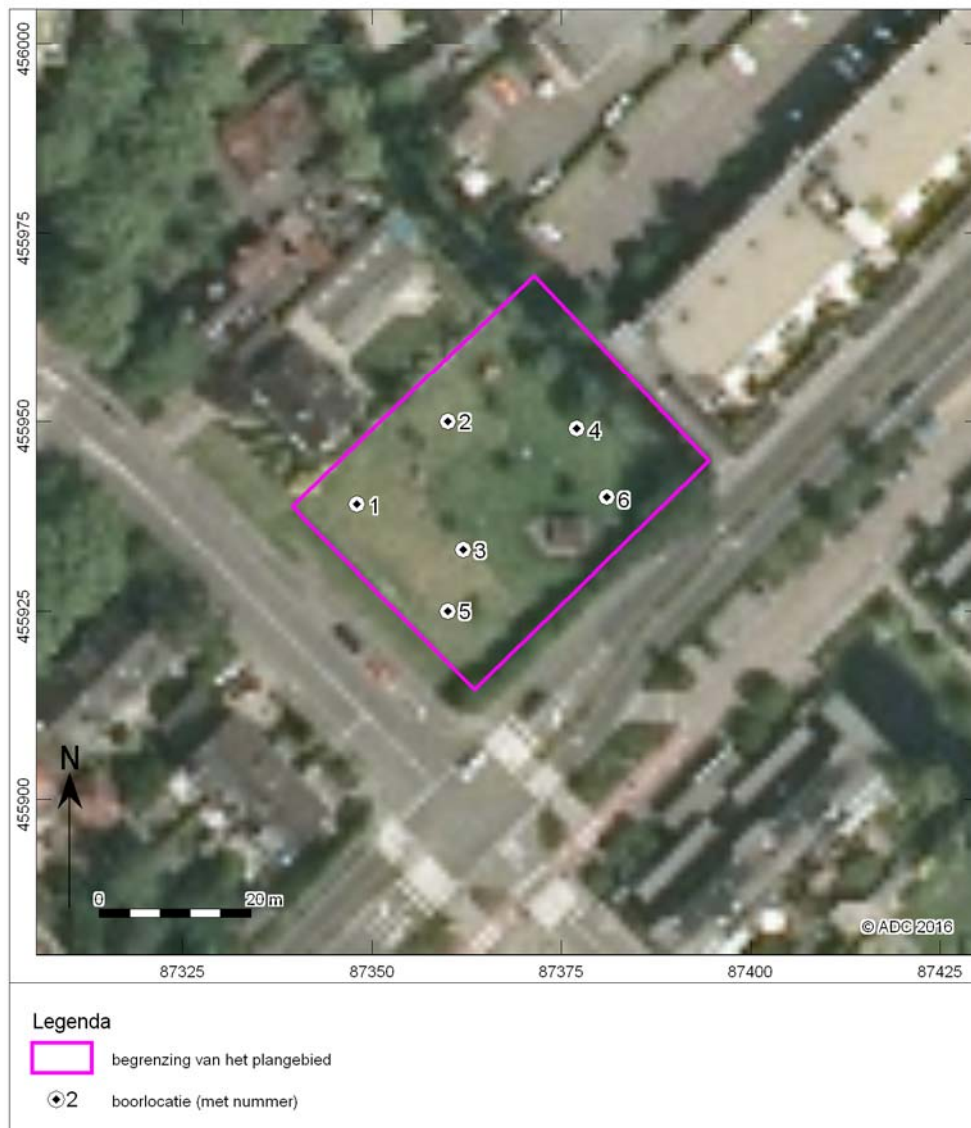 456000
455975
455950
455925
455900
2
4
1
6
3
5
N
0 20 m
© ADC 2016
87325 87350 87375 87400 87425
Legenda
begrenzing van het plangebied
2 boorlocatie (met nummer)